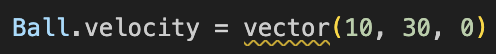 Ball.velocity = vector(10, 30, 0)